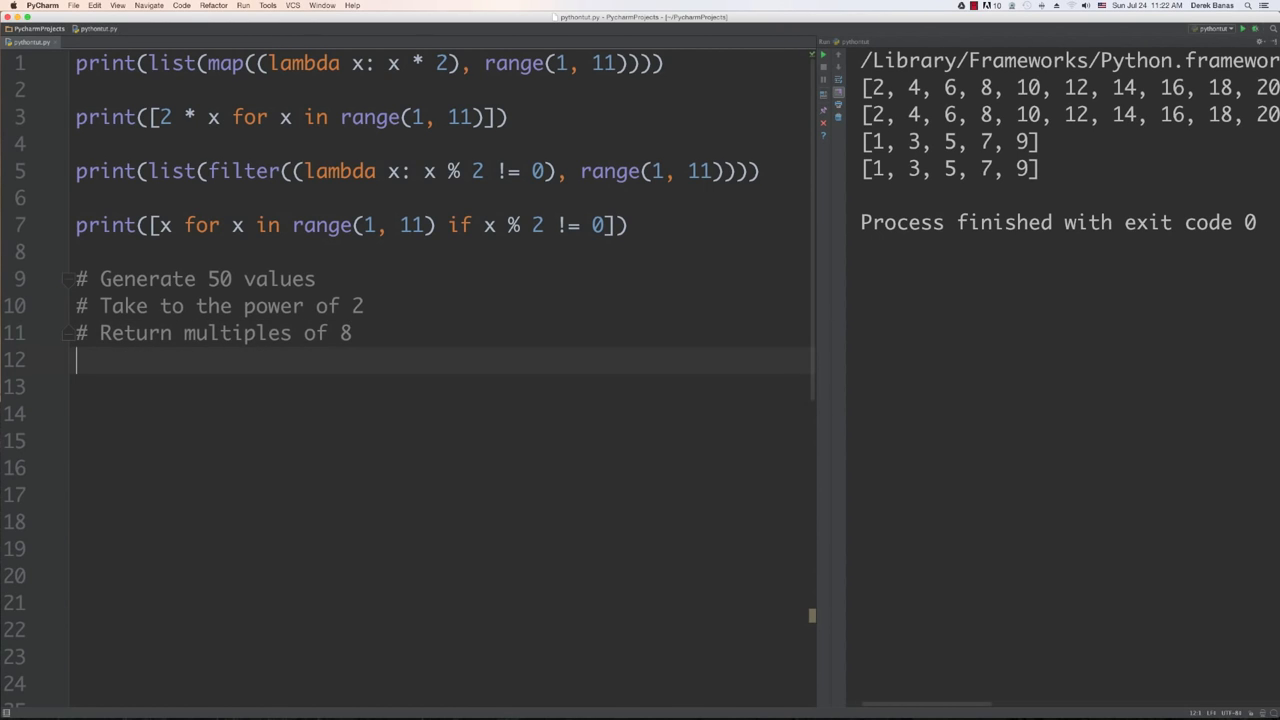 PyCharm File Edit View Navigate Code Refactor Run Tools VCS Window Help 10 Sun Jul 24 11:22 AM Derek Banas
pythontut.py - PycharmProjects - [~/PycharmProjects]
PycharmProjects pythontut.py pythontut
pythontut.py Run: pythontut
1 print(list(map((lambda x: x * 2), range(1, 11))))
2
3 print([2 * x for x in range(1, 11)])
4
5 print(list(filter((lambda x: x % 2 != 0), range(1, 11))))
6
7 print([x for x in range(1, 11) if x % 2 != 0])
8
9 # Generate 50 values
10 # Take to the power of 2
11 # Return multiples of 8
12
13
14
15
16
17
18
19
20
21
22
23
24
/Library/Frameworks/Python.framewor
[2, 4, 6, 8, 10, 12, 14, 16, 18, 20
[2, 4, 6, 8, 10, 12, 14, 16, 18, 20
[1, 3, 5, 7, 9]
[1, 3, 5, 7, 9]
Process finished with exit code 0
12:1 LF UTF-8